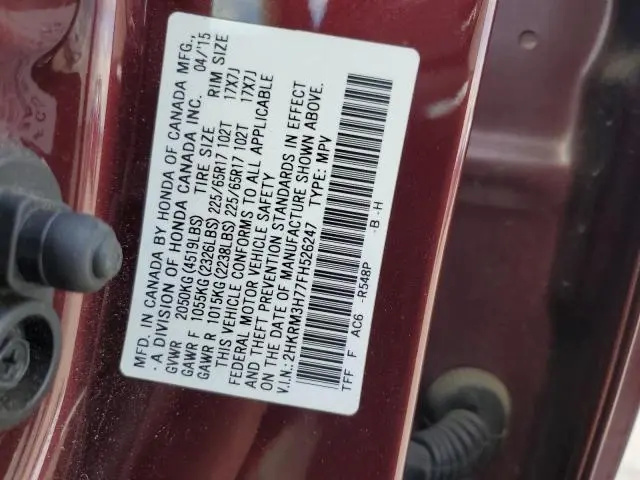 MFD. IN CANADA BY HONDA OF CANADA MFG.,
- A DIVISION OF HONDA CANADA INC. 04/'15
GVWR 2050KG(4519LBS) TIRE SIZE RIM SIZE
GAWR F 1055KG(2326LBS) 225/65R17 102T 17X7J
GAWR R 1015KG(2238LBS) 225/65R17 102T 17X7J
THIS VEHICLE CONFORMS TO ALL APPLICABLE
FEDERAL MOTOR VEHICLE SAFETY
AND THEFT PREVENTION STANDARDS IN EFFECT
ON THE DATE OF MANUFACTURE SHOWN ABOVE.
V.I.N.:2HKRM3H77FH526247 TYPE: MPV
TFF F AC6 -R548P -B -H